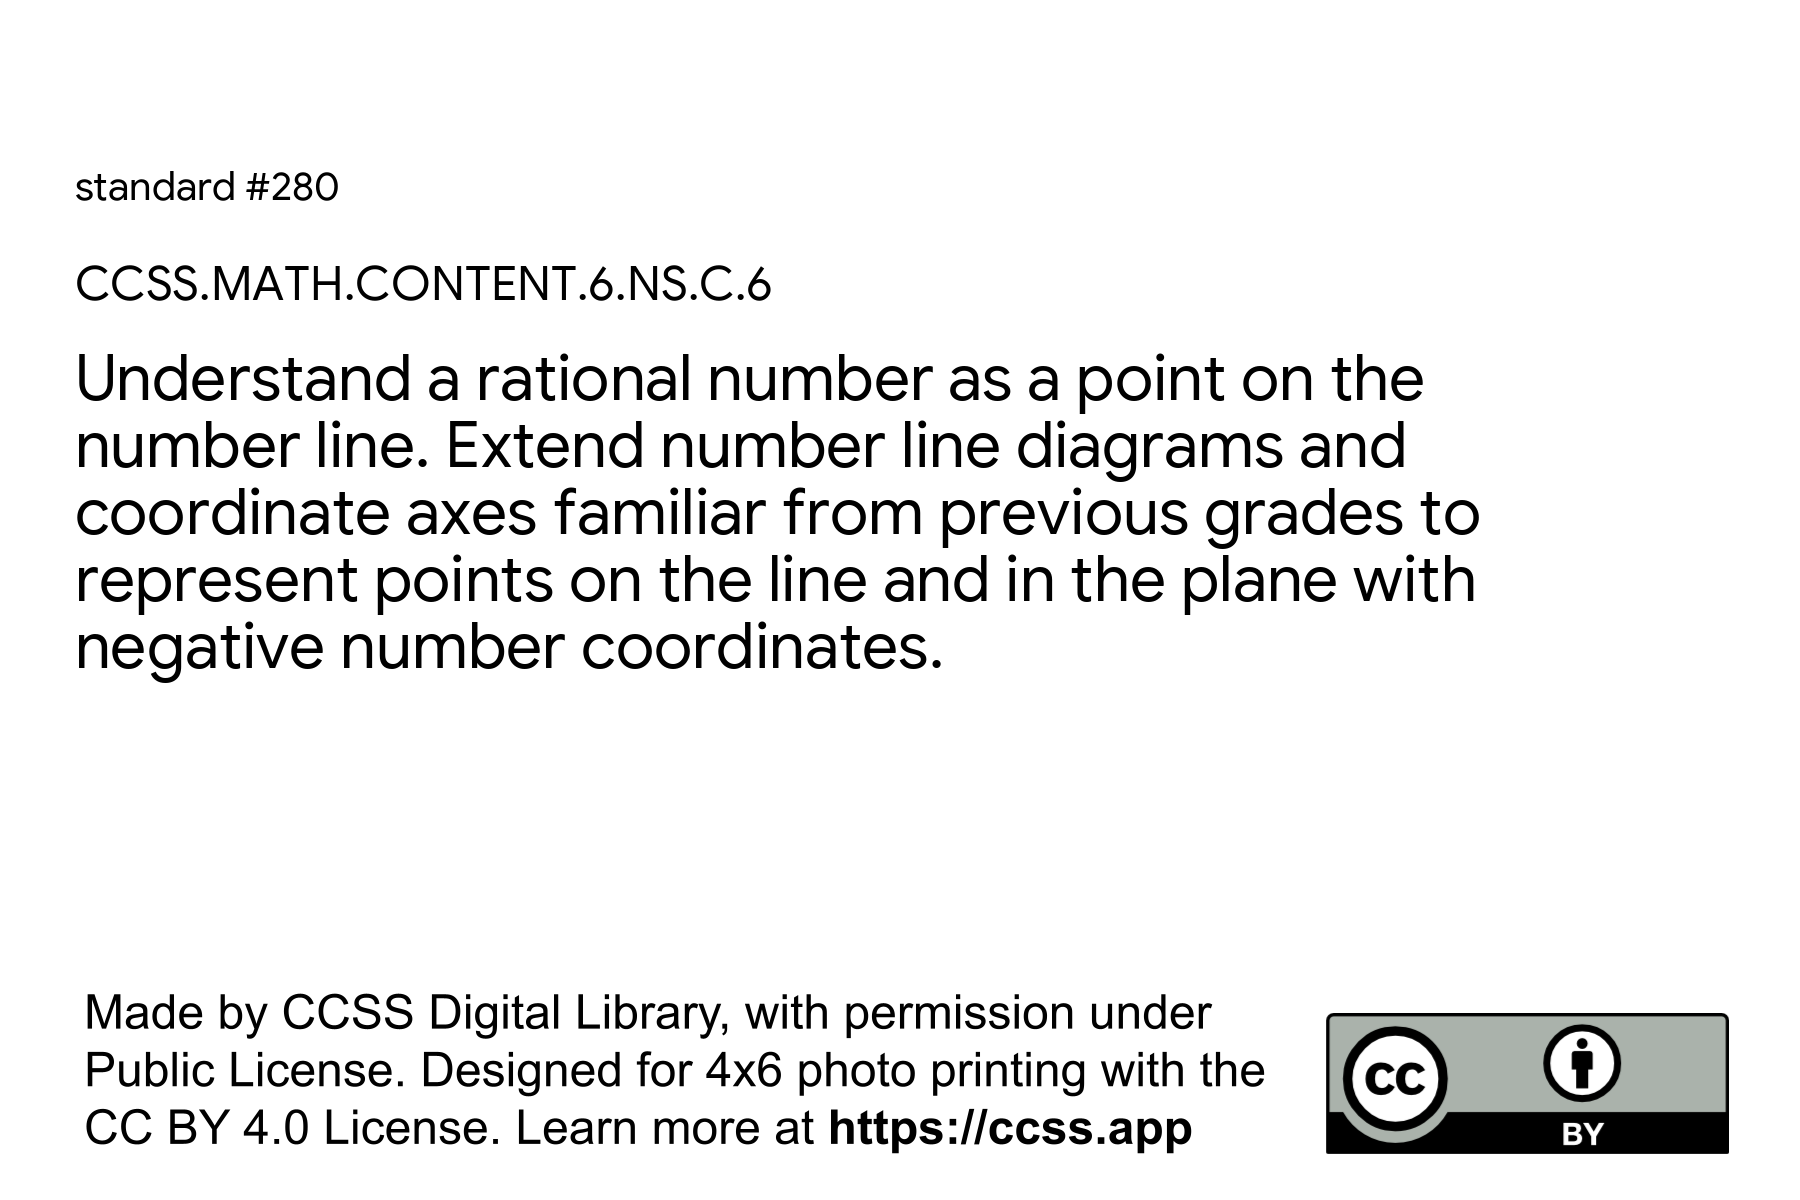 standard #280
CCSS.MATH.CONTENT.6.NS.C.6
Understand a rational number as a point on the
number line. Extend number line diagrams and
coordinate axes familiar from previous grades to
represent points on the line and in the plane with
negative number coordinates.
Made by CCSS Digital Library, with permission under
Public License. Designed for 4x6 photo printing with the
CC BY 4.0 License. Learn more at https://ccss.app
cc
BY